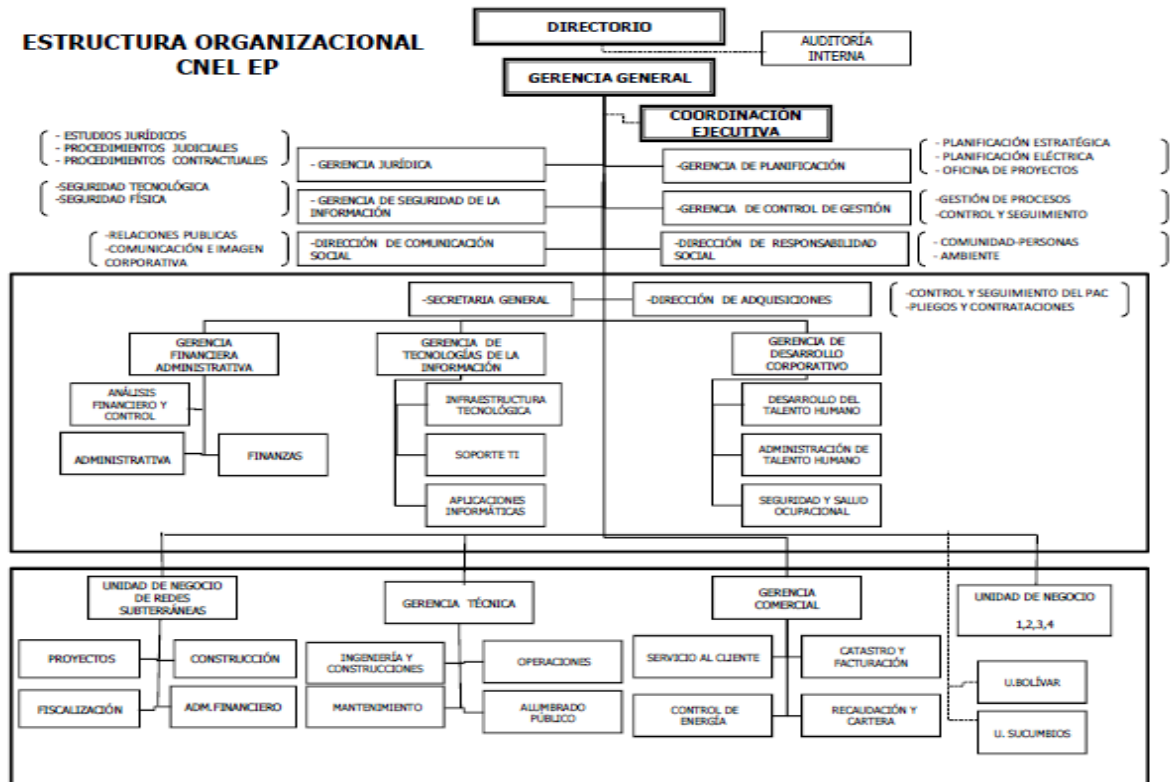 ESTRUCTURA ORGANIZACIONAL
CNEL EP
DIRECTORIO
AUDITORÍA
INTERNA
GERENCIA GENERAL
COORDINACIÓN
EJECUTIVA
- ESTUDIOS JURÍDICOS
- PROCEDIMIENTOS JUDICIALES
- PROCEDIMIENTOS CONTRACTUALES
- GERENCIA JURÍDICA
-GERENCIA DE PLANIFICACIÓN
- PLANIFICACIÓN ESTRATÉGICA
- PLANIFICACIÓN ELÉCTRICA
- OFICINA DE PROYECTOS
-SEGURIDAD TECNOLÓGICA
-SEGURIDAD FÍSICA
- GERENCIA DE SEGURIDAD DE LA
INFORMACIÓN
-GERENCIA DE CONTROL DE GESTIÓN
-GESTIÓN DE PROCESOS
-CONTROL Y SEGUIMIENTO
-RELACIONES PUBLICAS
-COMUNICACIÓN E IMAGEN
CORPORATIVA
-DIRECCIÓN DE COMUNICACIÓN
SOCIAL
-DIRECCIÓN DE RESPONSABILIDAD
SOCIAL
- COMUNIDAD-PERSONAS
- AMBIENTE
-SECRETARIA GENERAL
-DIRECCIÓN DE ADQUISICIONES
-CONTROL Y SEGUIMIENTO DEL PAC
-PLIEGOS Y CONTRATACIONES
GERENCIA
FINANCIERA
ADMINISTRATIVA
GERENCIA DE
TECNOLOGÍAS DE LA
INFORMACIÓN
GERENCIA DE
DESARROLLO
CORPORATIVO
ANÁLISIS
FINANCIERO Y
CONTROL
ADMINISTRATIVA
FINANZAS
INFRAESTRUCTURA
TECNOLÓGICA
SOPORTE TI
APLICACIONES
INFORMÁTICAS
DESARROLLO DEL
TALENTO HUMANO
ADMINISTRACIÓN DE
TALENTO HUMANO
SEGURIDAD Y SALUD
OCUPACIONAL
UNIDAD DE NEGOCIO
DE REDES
SUBTERRÁNEAS
GERENCIA TÉCNICA
GERENCIA
COMERCIAL
UNIDAD DE NEGOCIO
1,2,3,4
PROYECTOS
CONSTRUCCIÓN
FISCALIZACIÓN
ADM.FINANCIERO
INGENIERÍA Y
CONSTRUCCIONES
OPERACIONES
MANTENIMIENTO
ALUMBRADO
PÚBLICO
SERVICIO AL CLIENTE
CATASTRO Y
FACTURACIÓN
CONTROL DE
ENERGÍA
RECAUDACIÓN Y
CARTERA
U.BOLÍVAR
U. SUCUMBIOS